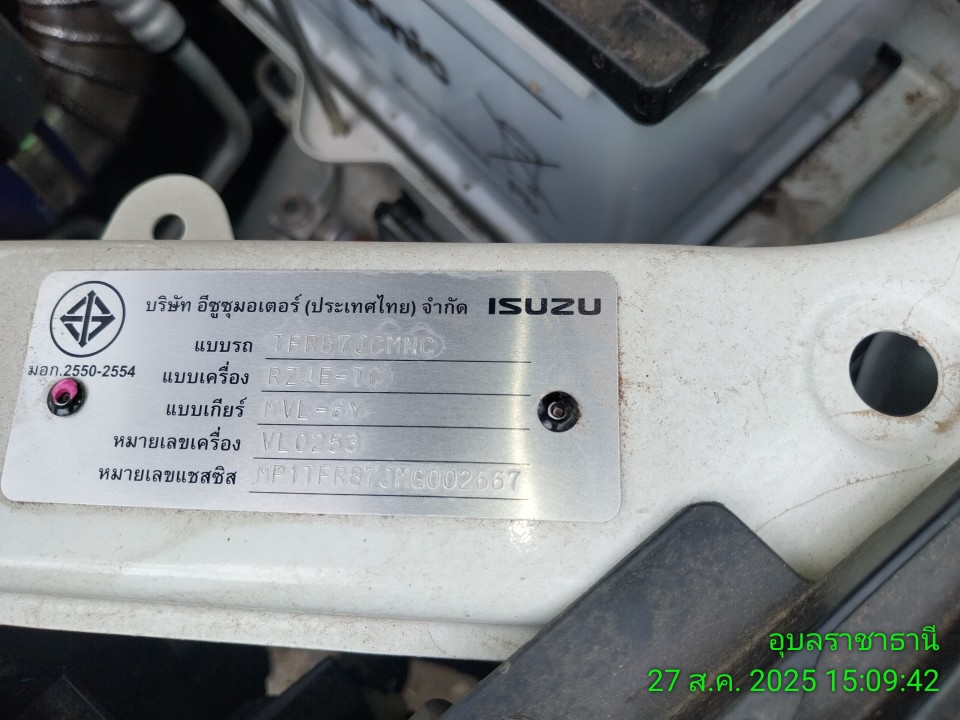 บริษัท อีซูซุมอเตอร์ (ประเทศไทย) จำกัด ISUZU
แบบรถ TFR87JCMNC
มอก.2550-2554
แบบเครื่อง RZ4E-TC
แบบเกียร์ MVL-6Y
หมายเลขเครื่อง VL0253
หมายเลขแชสซิส MP1TFR87JMG002667
อุบลราชาธานี
27 ส.ค. 2025 15:09:42